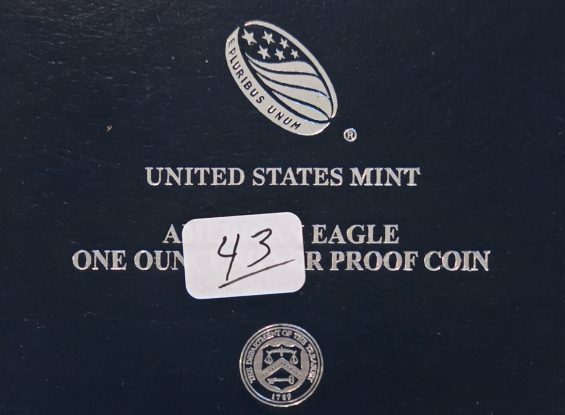 E PLURIBUS UNUM
®
UNITED STATES MINT
A EAGLE
ONE OUN R PROOF COIN
43
THE DEPARTMENT OF THE TREASURY
1789